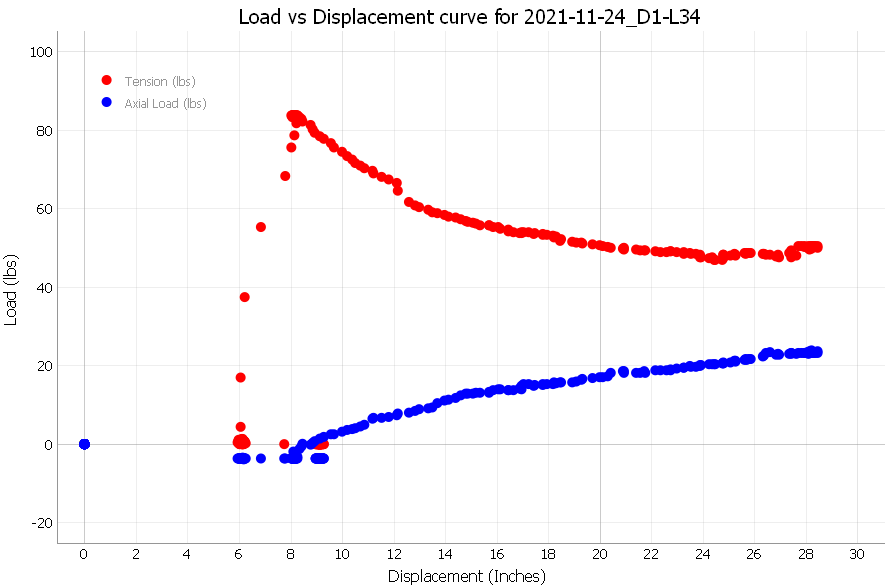 Load vs Displacement curve for 2021-11-24_D1-L34
100
Tension (lbs)
Axial Load (lbs)
80
60
40
20
0
-20
Load (lbs)
0 2 4 6 8 10 12 14 16 18 20 22 24 26 28 30
Displacement (Inches)